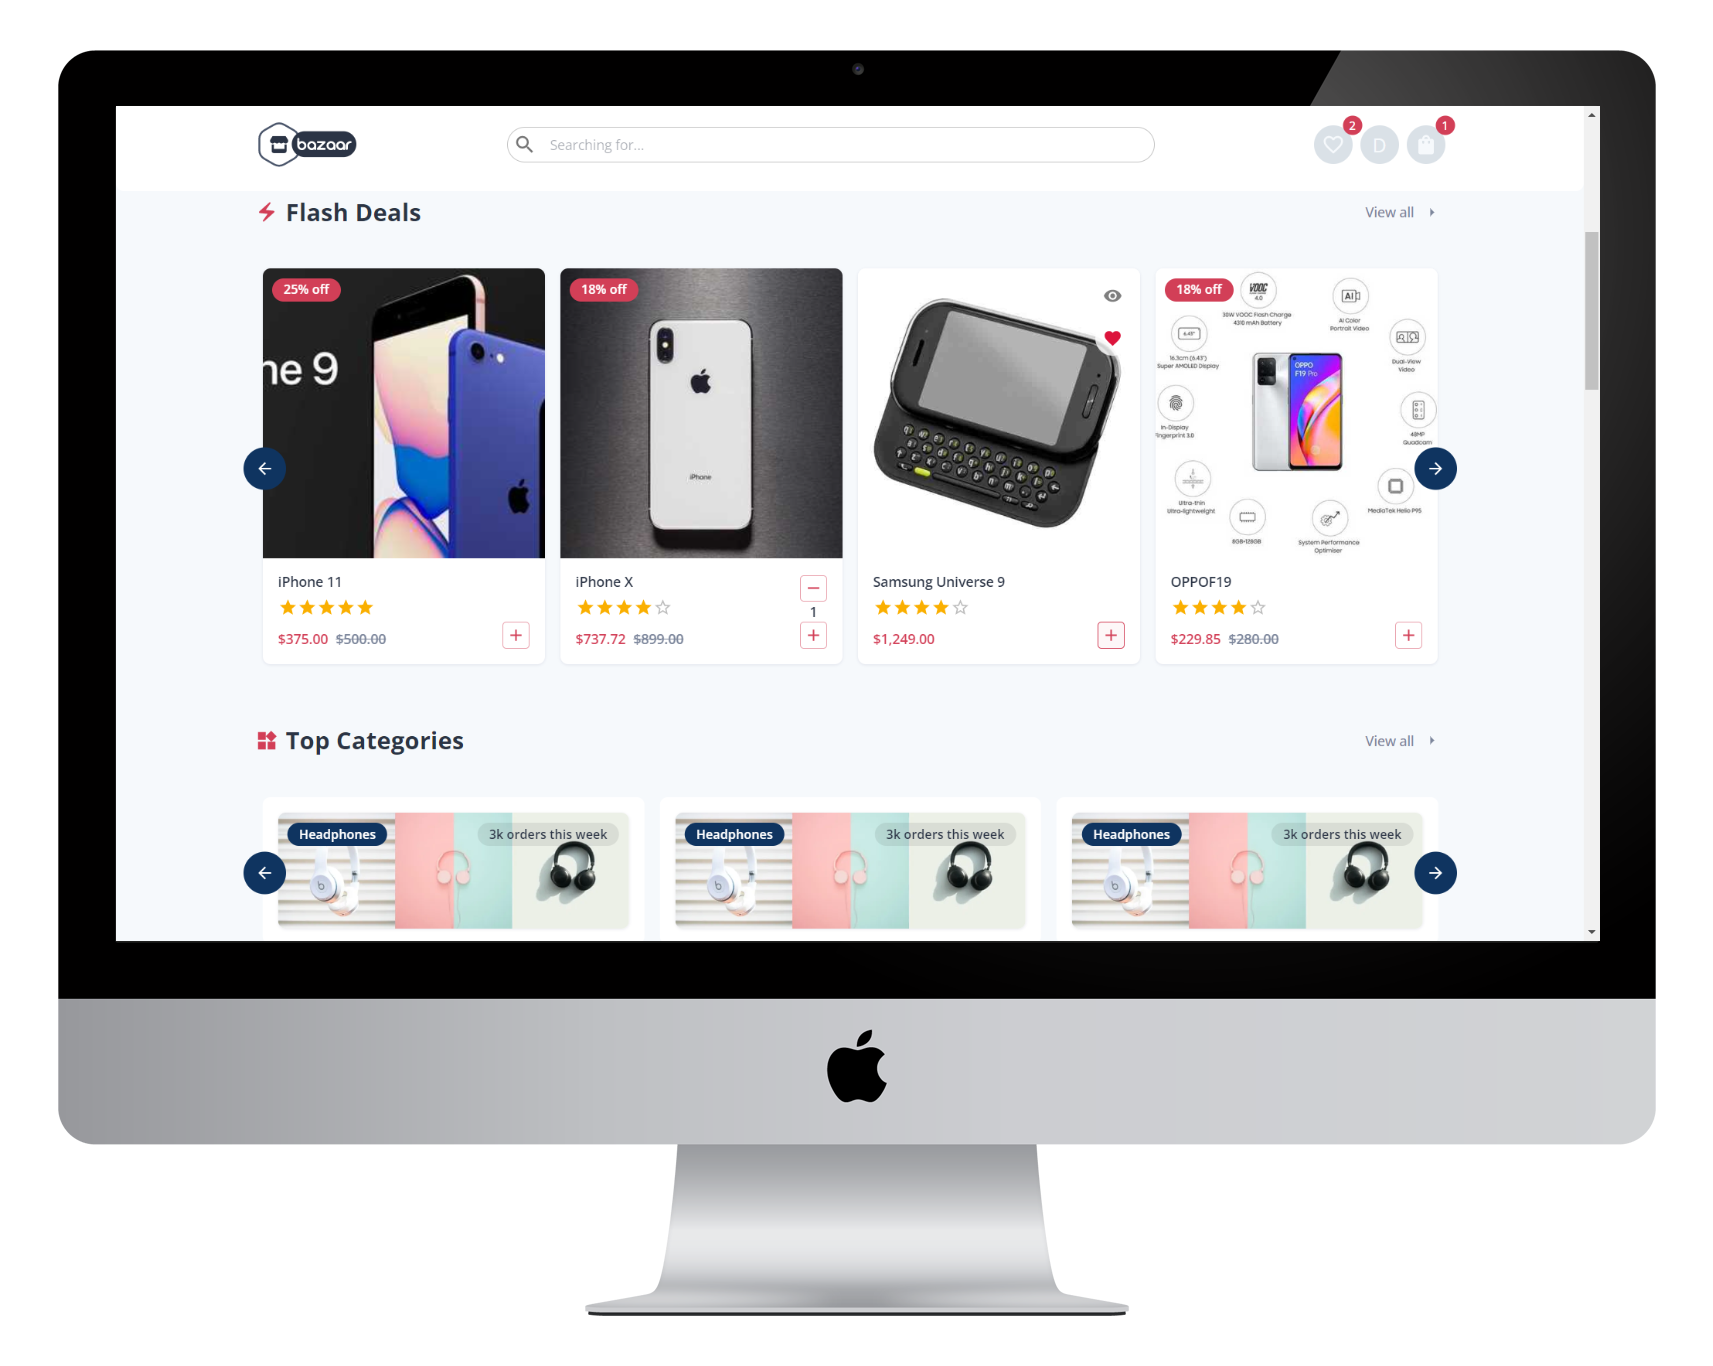 bazaar
Searching for...
2
D
1
Flash Deals
View all
25% off
ne 9
18% off
iPhone
18% off
VOOC
4.0
30W VOOC Flash Charge
4310 mAh Battery
AI
AI Color
Portrait Video
6.43"
16.3cm (6.43")
Super AMOLED Display
Dual-View
Video
In-Display
Fingerprint 3.0
48MP
Quadcam
OPPO
F19 Pro
Ultra-thin
Ultra-lightweight
8GB+128GB
System Performance
Optimiser
MediaTek Helio P95
iPhone 11
$375.00 $500.00
+
iPhone X
−
1
+
$737.72 $899.00
Samsung Universe 9
$1,249.00
+
OPPOF19
$229.85 $280.00
+
Top Categories
View all
Headphones
3k orders this week
Headphones
3k orders this week
Headphones
3k orders this week